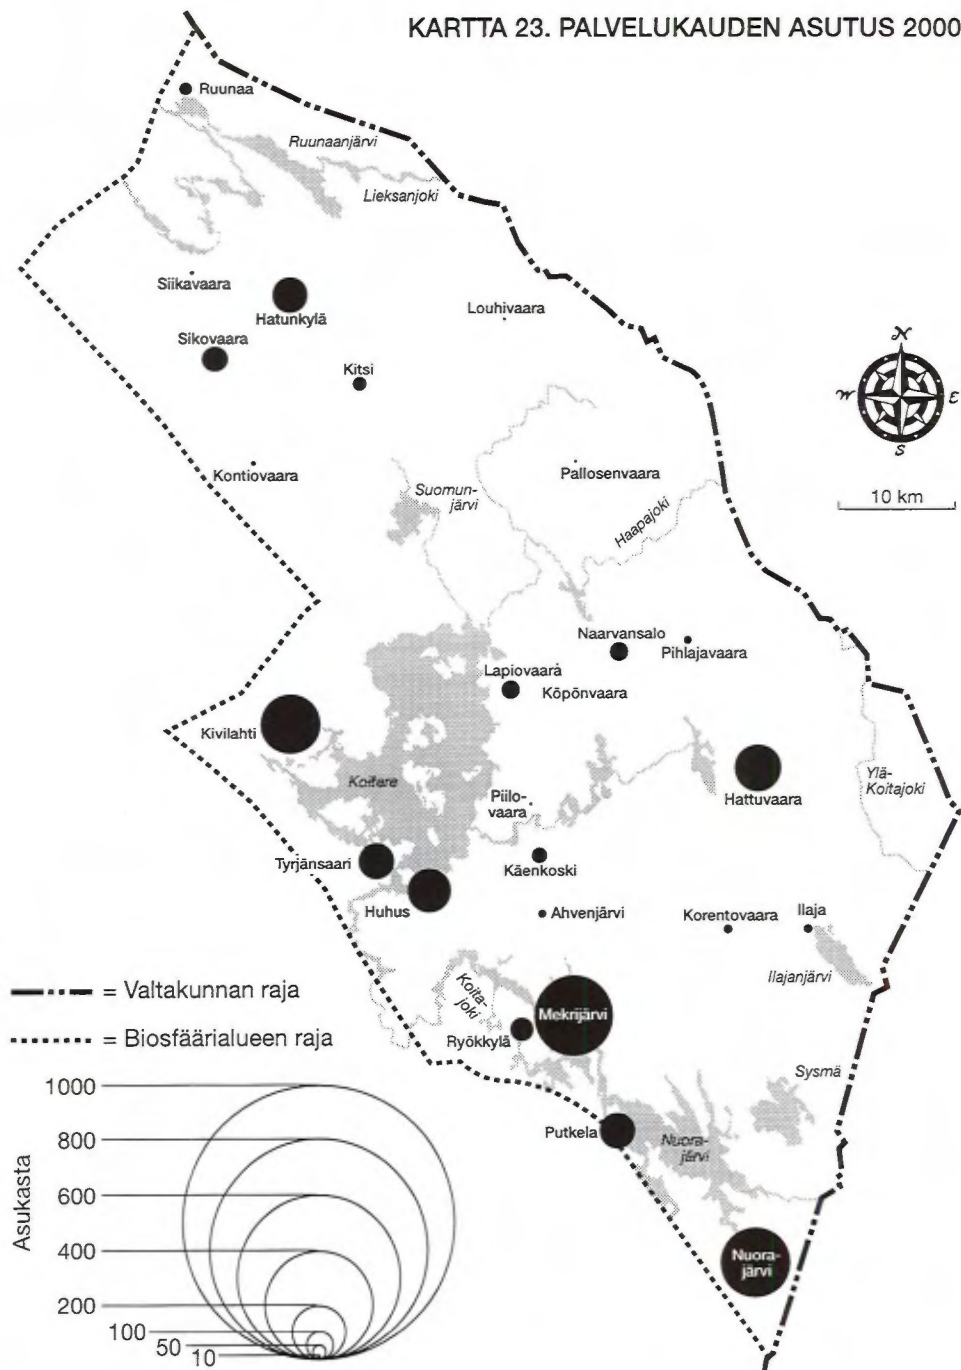 KARTTA 23. PALVELUKAUDEN ASUTUS 2000
Ruunaa
Ruunaanjärvi
Lieksanjoki
Siikavaara
Hatunkylä
Louhivaara
Sikovaara
Kitsi
N
W
E
S
10 km
Kontiovaara
Suomun-
järvi
Pallosenvaara
Haapajoki
Naarvansalo
Pihlajavaara
Lapiovaara
Köpönvaara
Kivilahti
Koitere
Hattuvaara
Ylä-
Koitajoki
Piilo-
vaara
Tyrjänsaari
Käenkoski
Huhus
Ahvenjärvi
Korentovaara
Ilaja
Ilajanjärvi
Koita-
joki
Mekrijärvi
Ryökkylä
= Valtakunnan raja
= Biosfäärialueen raja
Sysmä
Putkela
Nuora-
järvi
Nuora-
järvi
Asukasta
1000
800
600
400
200
100
50
10